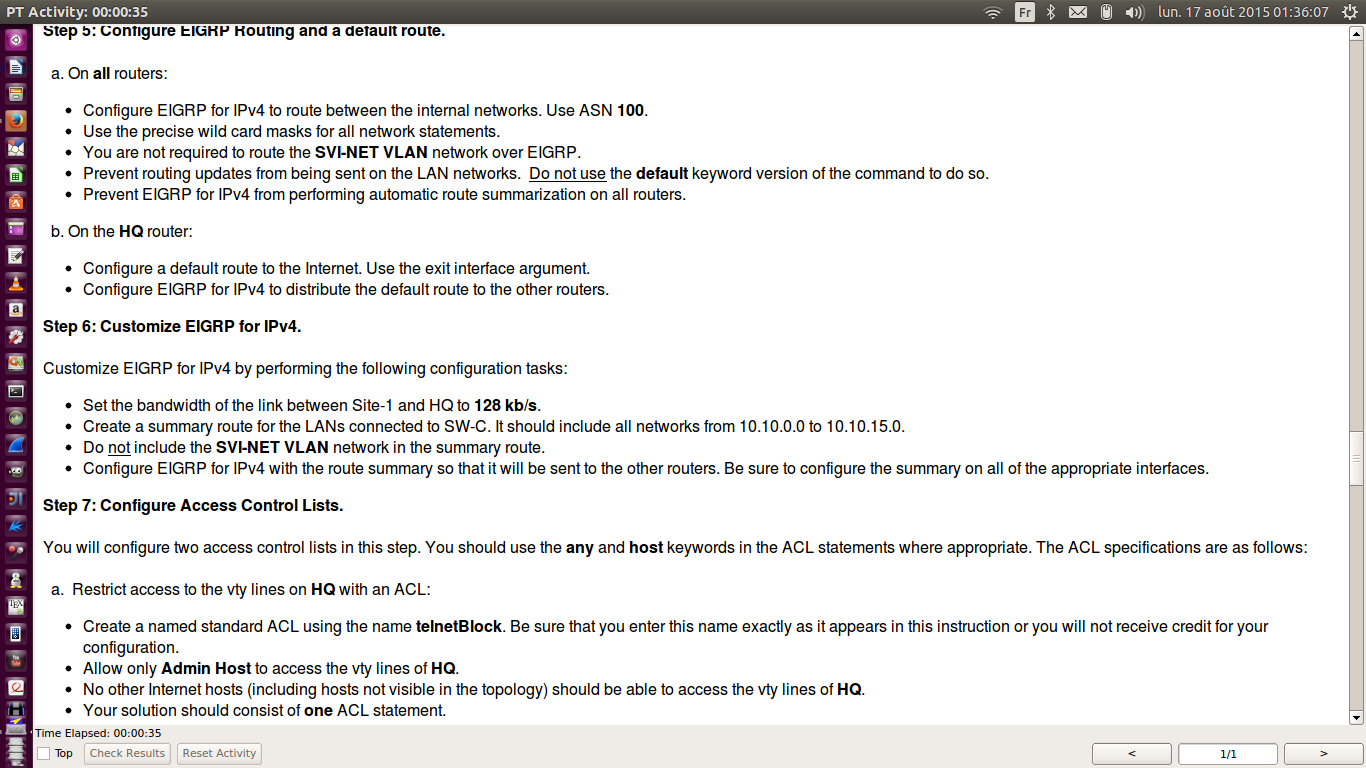 PT Activity: 00:00:35
Fr
lun. 17 août 2015 01:36:07
Step 5: Configure EIGRP Routing and a default route.
a. On all routers:
• Configure EIGRP for IPv4 to route between the internal networks. Use ASN 100.
• Use the precise wild card masks for all network statements.
• You are not required to route the SVI-NET VLAN network over EIGRP.
• Prevent routing updates from being sent on the LAN networks. Do not use the default keyword version of the command to do so.
• Prevent EIGRP for IPv4 from performing automatic route summarization on all routers.
b. On the HQ router:
• Configure a default route to the Internet. Use the exit interface argument.
• Configure EIGRP for IPv4 to distribute the default route to the other routers.
Step 6: Customize EIGRP for IPv4.
Customize EIGRP for IPv4 by performing the following configuration tasks:
• Set the bandwidth of the link between Site-1 and HQ to 128 kb/s.
• Create a summary route for the LANs connected to SW-C. It should include all networks from 10.10.0.0 to 10.10.15.0.
• Do not include the SVI-NET VLAN network in the summary route.
• Configure EIGRP for IPv4 with the route summary so that it will be sent to the other routers. Be sure to configure the summary on all of the appropriate interfaces.
Step 7: Configure Access Control Lists.
You will configure two access control lists in this step. You should use the any and host keywords in the ACL statements where appropriate. The ACL specifications are as follows:
a. Restrict access to the vty lines on HQ with an ACL:
• Create a named standard ACL using the name telnetBlock. Be sure that you enter this name exactly as it appears in this instruction or you will not receive credit for your
configuration.
• Allow only Admin Host to access the vty lines of HQ.
• No other Internet hosts (including hosts not visible in the topology) should be able to access the vty lines of HQ.
• Your solution should consist of one ACL statement.
Time Elapsed: 00:00:35
Top
Check Results
Reset Activity
<
1/1
>